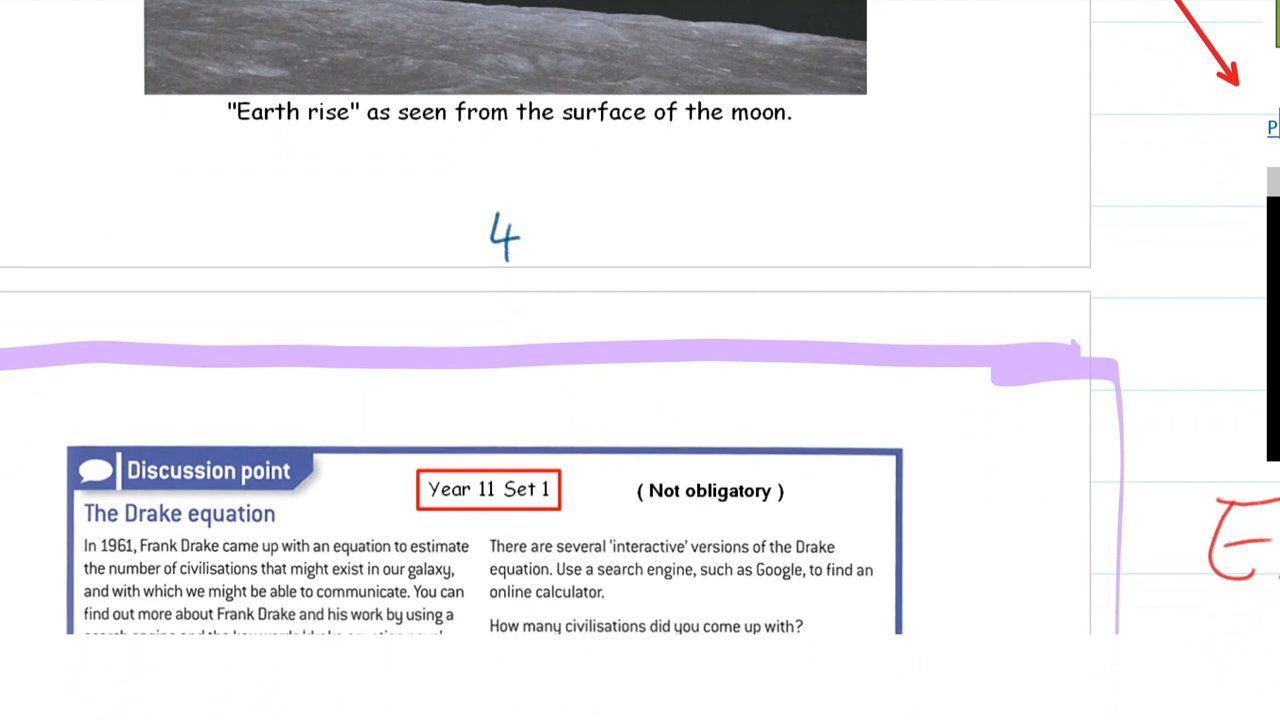 "Earth rise" as seen from the surface of the moon.
4
Discussion point
Year 11 Set 1
( Not obligatory )
The Drake equation
In 1961, Frank Drake came up with an equation to estimate
the number of civilisations that might exist in our galaxy,
and with which we might be able to communicate. You can
find out more about Frank Drake and his work by using a
There are several ‘interactive’ versions of the Drake
equation. Use a search engine, such as Google, to find an
online calculator.
How many civilisations did you come up with?
P
E